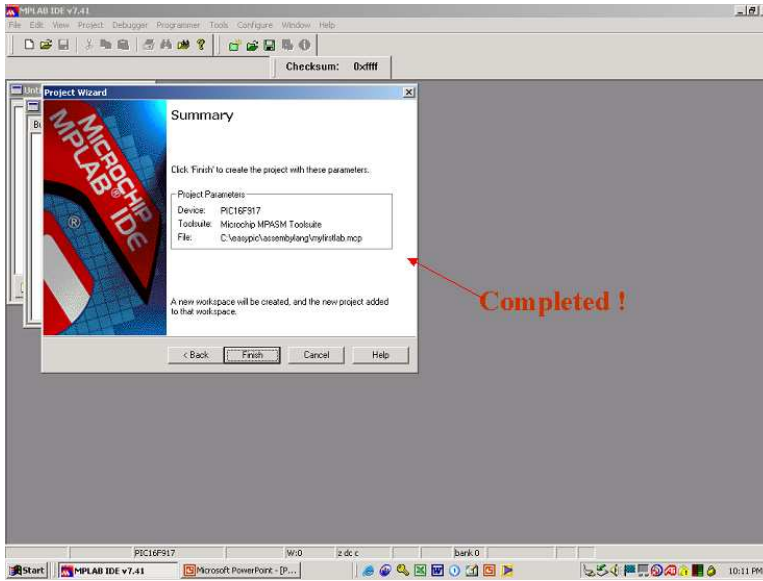 MPLAB IDE v7.41
File Edit View Project Debugger Programmer Tools Configure Window Help
Checksum: 0xffff
Project Wizard
MICROCHIP
MPLAB® IDE
Summary
Click 'Finish' to create the project with these parameters.
Project Parameters
Device: PIC16F917
Toolsuite: Microchip MPASM Toolsuite
File: C:\easypic\assembylang\myfirstlab.mcp
Completed !
A new workspace will be created, and the new project added
to that workspace.
< Back Finish Cancel Help
PIC16F917 W:0 z dc c bank 0
Start MPLAB IDE v7.41 Microsoft PowerPoint - [P... 10:11 PM